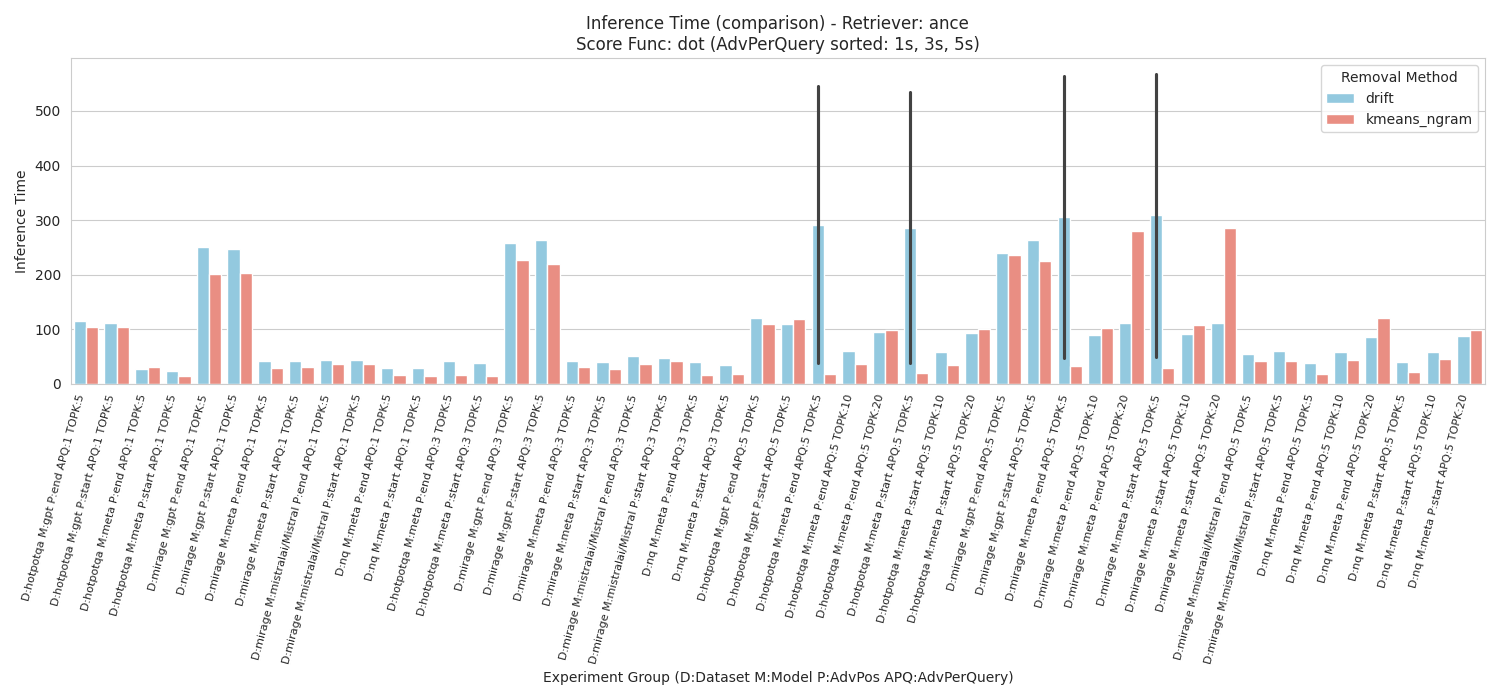 Inference Time (comparison) - Retriever: ance
Score Func: dot (AdvPerQuery sorted: 1s, 3s, 5s)
Removal Method
drift
kmeans_ngram
Inference Time
500
400
300
200
100
0
D:hotpotqa M:gpt P:end APQ:1 TOPK:5
D:hotpotqa M:gpt P:start APQ:1 TOPK:5
D:hotpotqa M:meta P:end APQ:1 TOPK:5
D:hotpotqa M:meta P:start APQ:1 TOPK:5
D:mirage M:gpt P:end APQ:1 TOPK:5
D:mirage M:gpt P:start APQ:1 TOPK:5
D:mirage M:meta P:end APQ:1 TOPK:5
D:mirage M:meta P:start APQ:1 TOPK:5
D:mirage M:mistralai/Mistral P:end APQ:1 TOPK:5
D:mirage M:mistralai/Mistral P:start APQ:1 TOPK:5
D:nq M:meta P:end APQ:1 TOPK:5
D:nq M:meta P:start APQ:1 TOPK:5
D:hotpotqa M:meta P:end APQ:3 TOPK:5
D:hotpotqa M:meta P:start APQ:3 TOPK:5
D:mirage M:gpt P:end APQ:3 TOPK:5
D:mirage M:gpt P:start APQ:3 TOPK:5
D:mirage M:meta P:end APQ:3 TOPK:5
D:mirage M:meta P:start APQ:3 TOPK:5
D:mirage M:mistralai/Mistral P:end APQ:3 TOPK:5
D:mirage M:mistralai/Mistral P:start APQ:3 TOPK:5
D:nq M:meta P:end APQ:3 TOPK:5
D:nq M:meta P:start APQ:3 TOPK:5
D:hotpotqa M:gpt P:end APQ:5 TOPK:5
D:hotpotqa M:gpt P:start APQ:5 TOPK:5
D:hotpotqa M:meta P:end APQ:5 TOPK:5
D:hotpotqa M:meta P:end APQ:5 TOPK:10
D:hotpotqa M:meta P:end APQ:5 TOPK:20
D:hotpotqa M:meta P:start APQ:5 TOPK:5
D:hotpotqa M:meta P:start APQ:5 TOPK:10
D:hotpotqa M:meta P:start APQ:5 TOPK:20
D:mirage M:gpt P:end APQ:5 TOPK:5
D:mirage M:gpt P:start APQ:5 TOPK:5
D:mirage M:meta P:end APQ:5 TOPK:5
D:mirage M:meta P:end APQ:5 TOPK:10
D:mirage M:meta P:end APQ:5 TOPK:20
D:mirage M:meta P:start APQ:5 TOPK:5
D:mirage M:meta P:start APQ:5 TOPK:10
D:mirage M:meta P:start APQ:5 TOPK:20
D:mirage M:mistralai/Mistral P:end APQ:5 TOPK:5
D:mirage M:mistralai/Mistral P:start APQ:5 TOPK:5
D:nq M:meta P:end APQ:5 TOPK:5
D:nq M:meta P:end APQ:5 TOPK:10
D:nq M:meta P:end APQ:5 TOPK:20
D:nq M:meta P:start APQ:5 TOPK:5
D:nq M:meta P:start APQ:5 TOPK:10
D:nq M:meta P:start APQ:5 TOPK:20
Experiment Group (D:Dataset M:Model P:AdvPos APQ:AdvPerQuery)